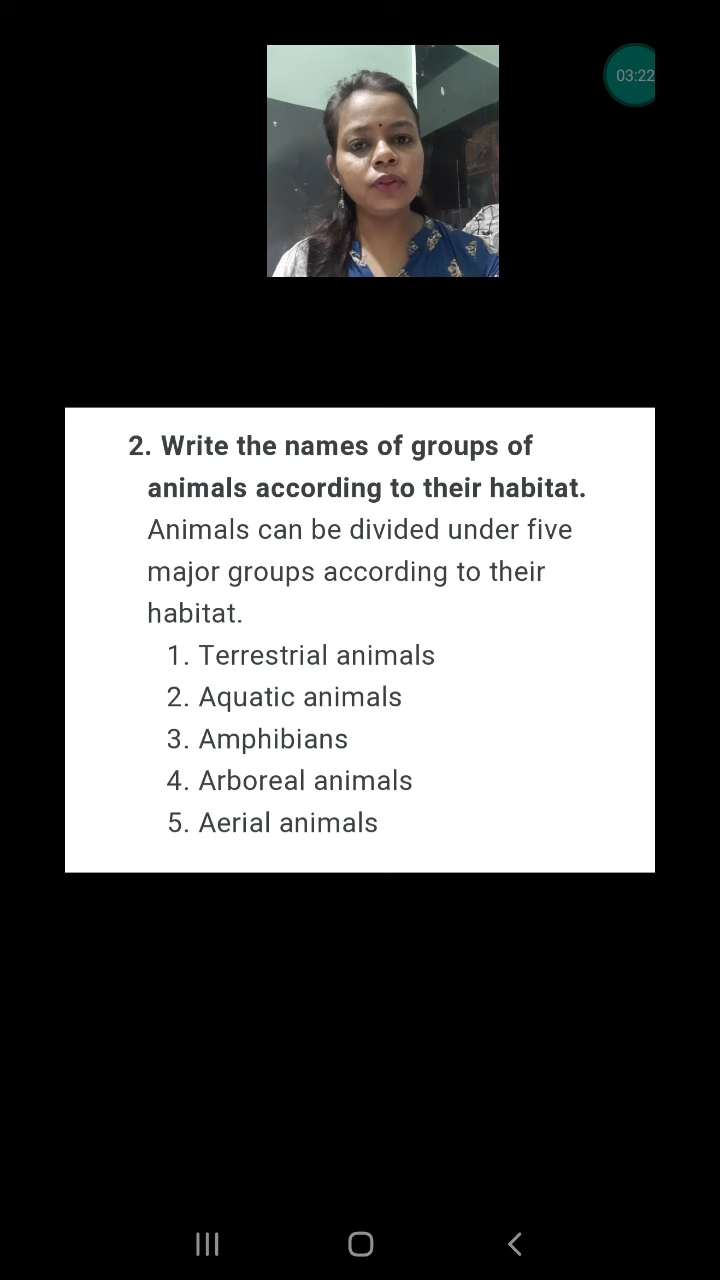 03:22
2. Write the names of groups of
animals according to their habitat.
Animals can be divided under five
major groups according to their
habitat.
1. Terrestrial animals
2. Aquatic animals
3. Amphibians
4. Arboreal animals
5. Aerial animals